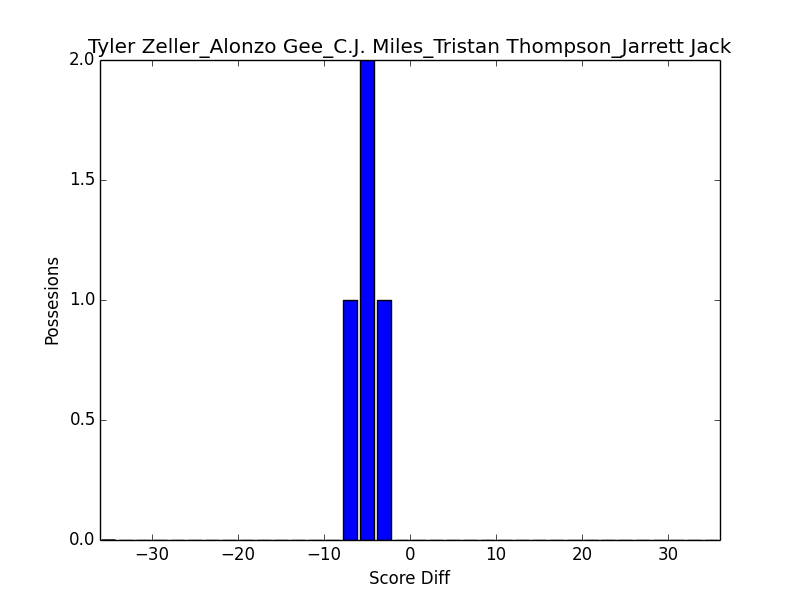 Tyler Zeller_Alonzo Gee_C.J. Miles_Tristan Thompson_Jarrett Jack
2.0
1.5
1.0
0.5
0.0
Possesions
−30 −20 −10 0 10 20 30
Score Diff